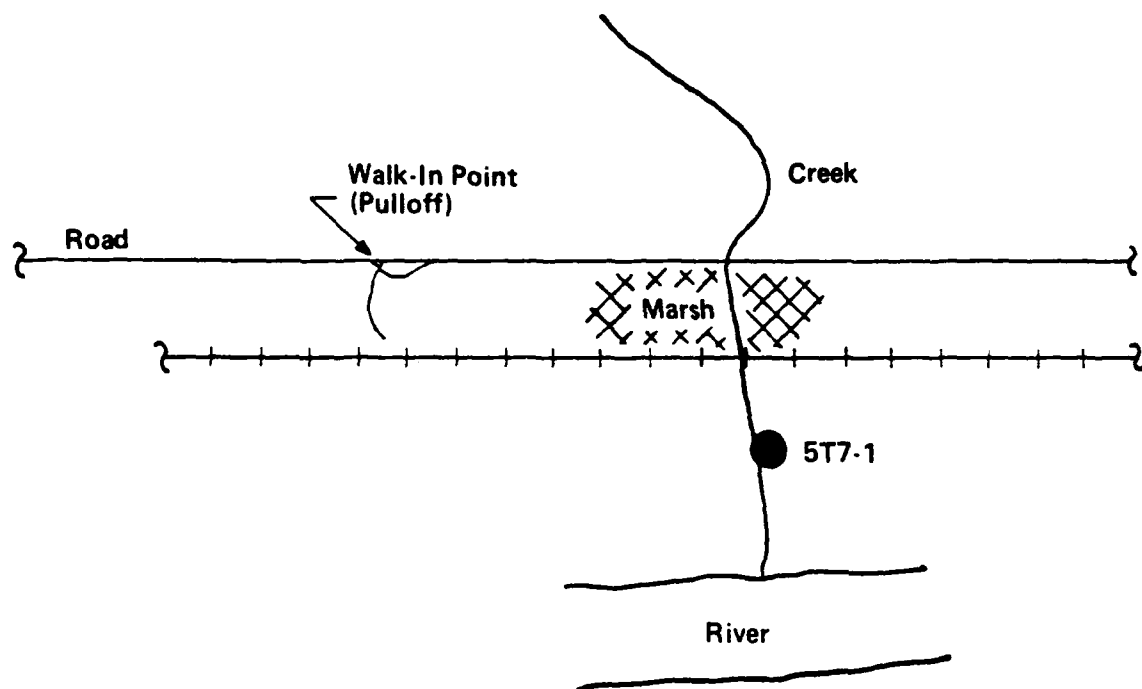 Walk-In Point
(Pulloff)
Creek
Road
Marsh
5T7-1
River